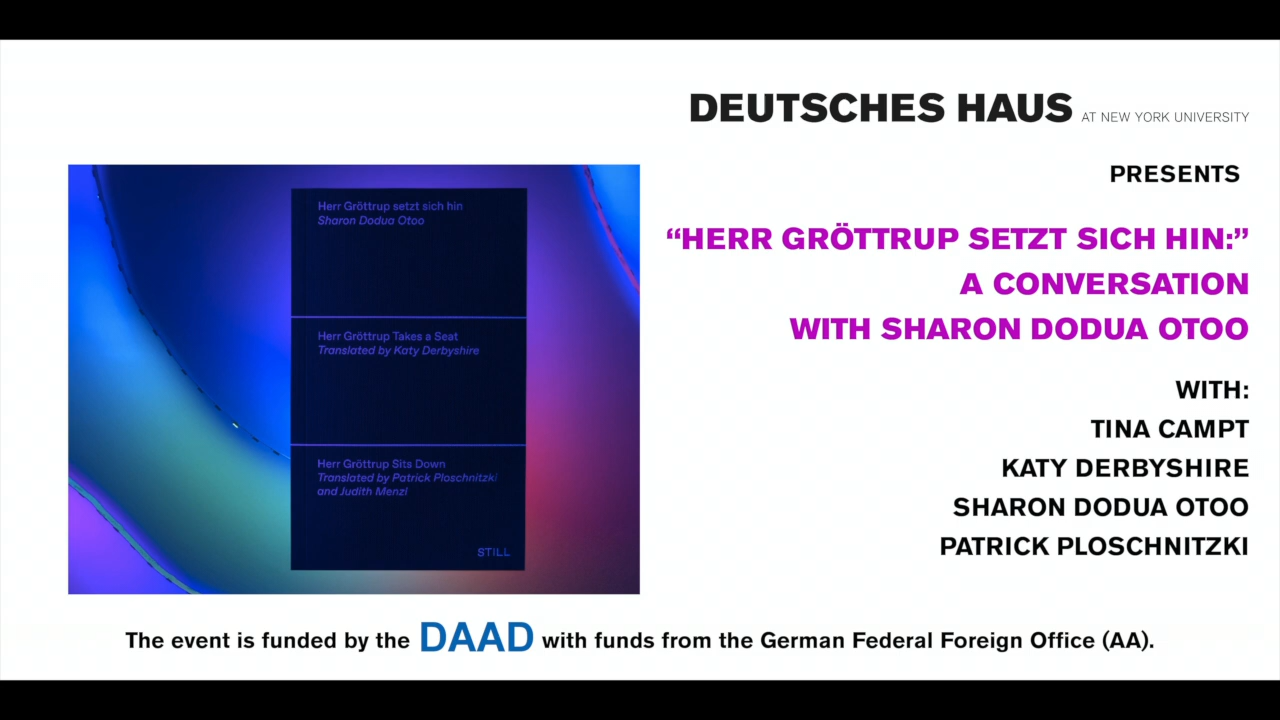 DEUTSCHES HAUS AT NEW YORK UNIVERSITY
PRESENTS
“HERR GRÖTTRUP SETZT SICH HIN:”
A CONVERSATION
WITH SHARON DODUA OTOO
WITH:
TINA CAMPT
KATY DERBYSHIRE
SHARON DODUA OTOO
PATRICK PLOSCHNITZKI
Herr Gröttrup setzt sich hin
Sharon Dodua Otoo
Herr Gröttrup Takes a Seat
Translated by Katy Derbyshire
Herr Gröttrup Sits Down
Translated by Patrick Ploschnitzki
and Judith Menzl
STILL
The event is funded by the DAAD with funds from the German Federal Foreign Office (AA).